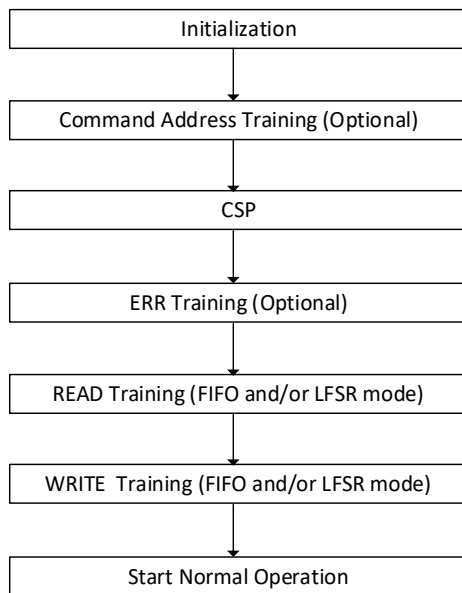 Initialization
Command Address Training (Optional)
CSP
ERR Training (Optional)
READ Training (FIFO and/or LFSR mode)
WRITE  Training (FIFO and/or LFSR mode)
Start Normal Operation